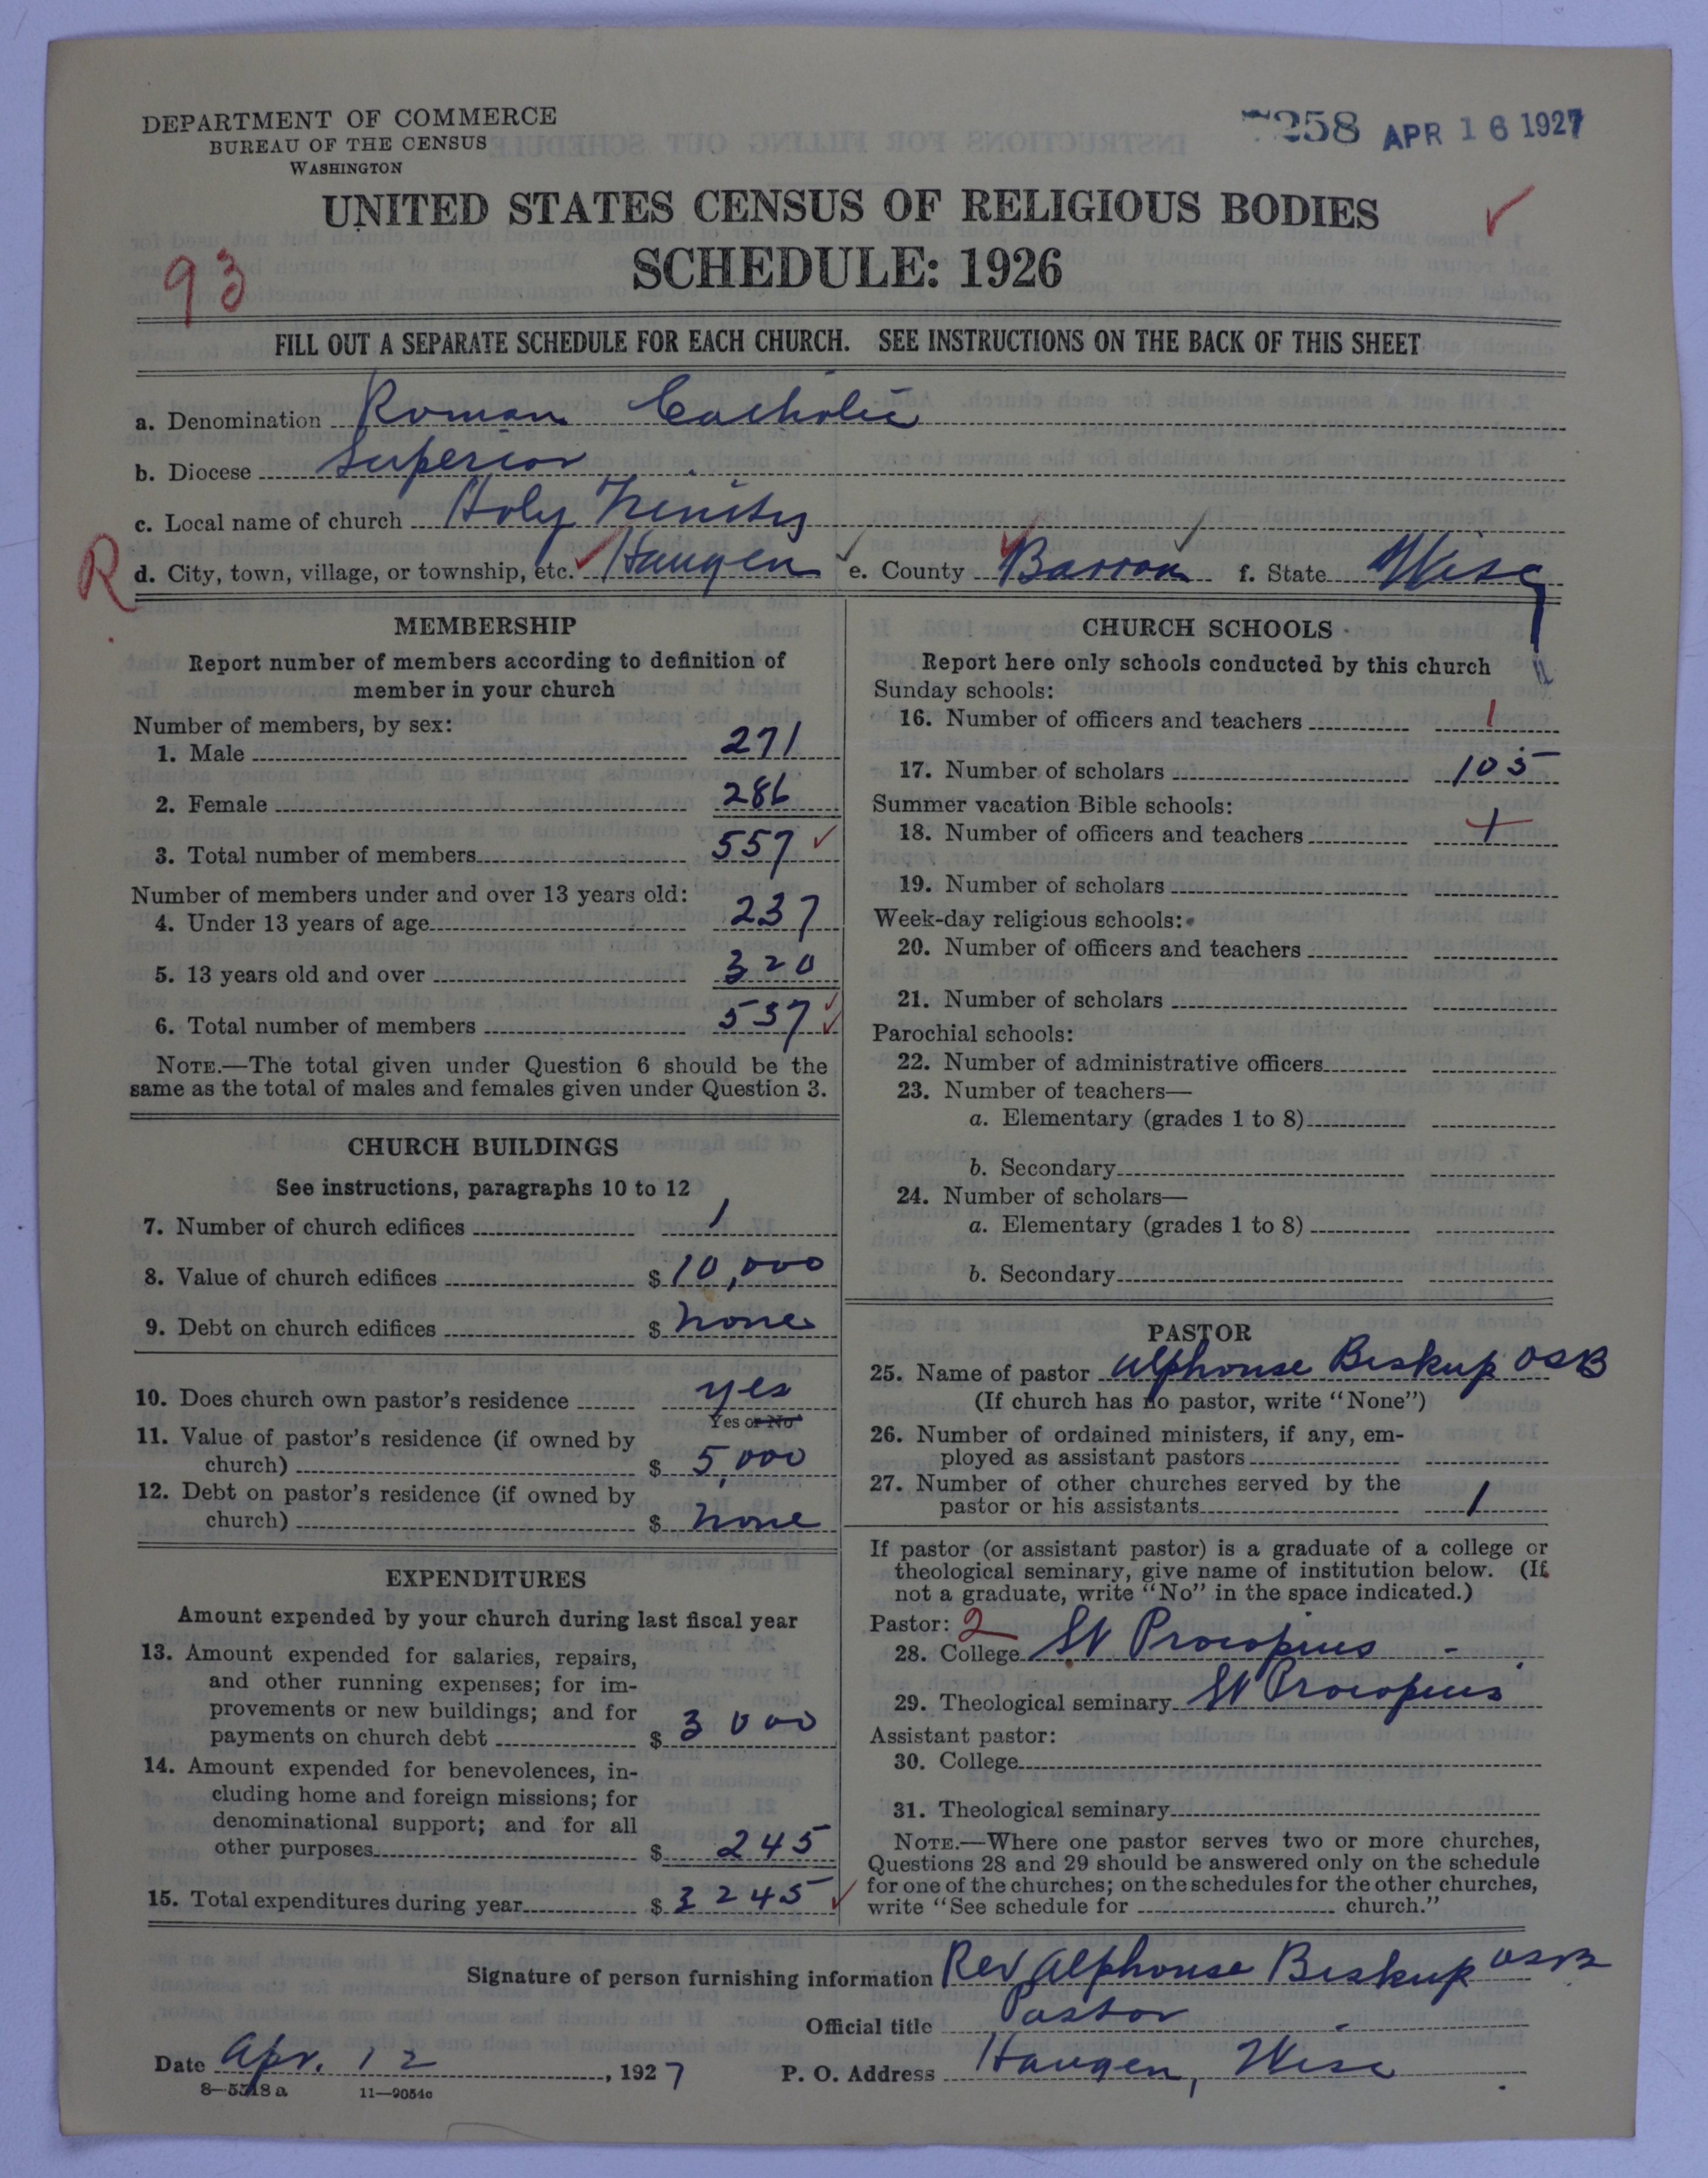 DEPARTMENT OF COMMERCE
BUREAU OF THE CENSUS
WASHINGTON
7258 APR 16 1927
UNITED STATES CENSUS OF RELIGIOUS BODIES
SCHEDULE: 1926
93
FILL OUT A SEPARATE SCHEDULE FOR EACH CHURCH. SEE INSTRUCTIONS ON THE BACK OF THIS SHEET
a. Denomination Roman Catholic
b. Diocese Superior
c. Local name of church Holy Trinity
R d. City, town, village, or township, etc. Haugen e. County Barron f. State Wisc
MEMBERSHIP
Report number of members according to definition of
member in your church
Number of members, by sex:
1. Male 271
2. Female 286
3. Total number of members 557
Number of members under and over 13 years old:
4. Under 13 years of age 237
5. 13 years old and over 320
6. Total number of members 557
NOTE.—The total given under Question 6 should be the
same as the total of males and females given under Question 3.
CHURCH BUILDINGS
See instructions, paragraphs 10 to 12
7. Number of church edifices 1
8. Value of church edifices $ 10,000
9. Debt on church edifices $ none
10. Does church own pastor's residence yes
Yes or No
11. Value of pastor's residence (if owned by
church) $ 5,000
12. Debt on pastor's residence (if owned by
church) $ none
EXPENDITURES
Amount expended by your church during last fiscal year
13. Amount expended for salaries, repairs,
and other running expenses; for im-
provements or new buildings; and for
payments on church debt $ 3000
14. Amount expended for benevolences, in-
cluding home and foreign missions; for
denominational support; and for all
other purposes $ 245
15. Total expenditures during year $ 3245
CHURCH SCHOOLS
Report here only schools conducted by this church
Sunday schools:
16. Number of officers and teachers 1
17. Number of scholars 105
Summer vacation Bible schools:
18. Number of officers and teachers 1
19. Number of scholars
Week-day religious schools:
20. Number of officers and teachers
21. Number of scholars
Parochial schools:
22. Number of administrative officers
23. Number of teachers—
a. Elementary (grades 1 to 8)
b. Secondary
24. Number of scholars—
a. Elementary (grades 1 to 8)
b. Secondary
PASTOR
25. Name of pastor Alphonse Biskup OSB
(If church has no pastor, write "None")
26. Number of ordained ministers, if any, em-
ployed as assistant pastors
27. Number of other churches served by the
pastor or his assistants 1
If pastor (or assistant pastor) is a graduate of a college or
theological seminary, give name of institution below. (If
not a graduate, write "No" in the space indicated.)
Pastor: 2
28. College St Procopius
29. Theological seminary St Procopius
Assistant pastor:
30. College
31. Theological seminary
NOTE.—Where one pastor serves two or more churches,
Questions 28 and 29 should be answered only on the schedule
for one of the churches; on the schedules for the other churches,
write "See schedule for church."
Signature of person furnishing information Rev Alphonse Biskup OSB
Official title Pastor
Date Apr. 12, 1927 P. O. Address Haugen, Wisc
8—5518a 11—9054c